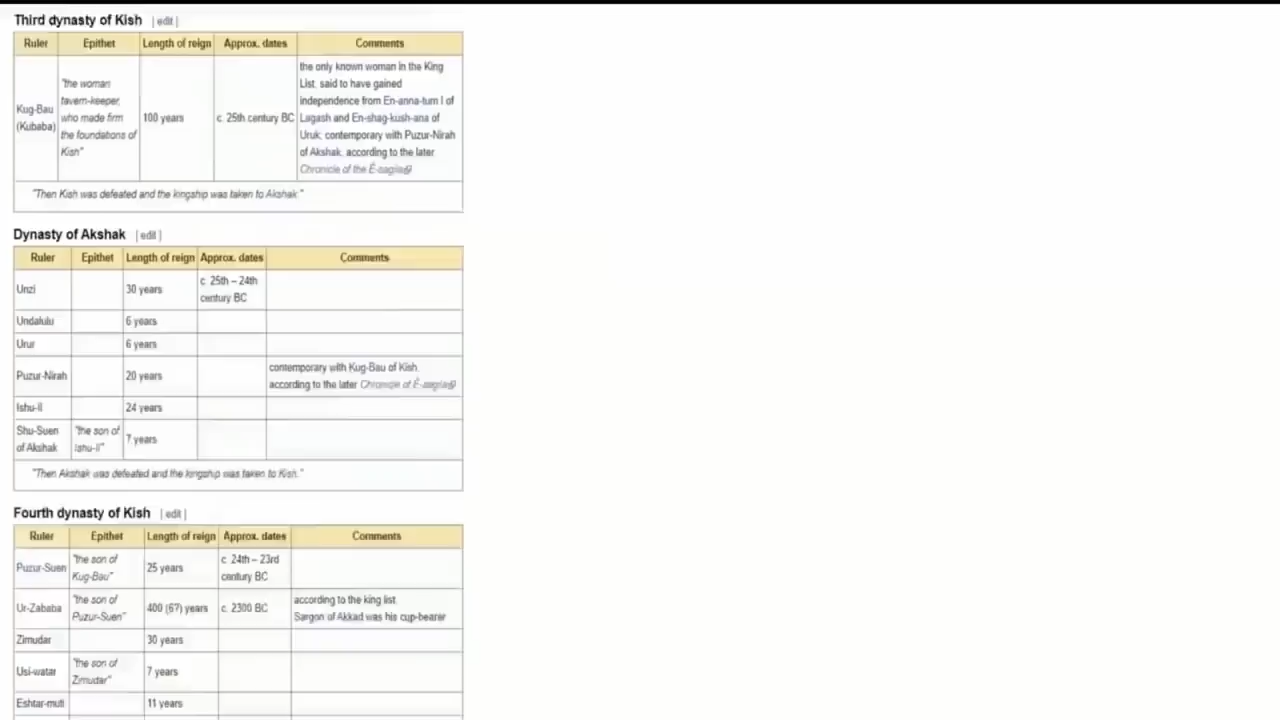 Third dynasty of Kish [ edit ]
Ruler Epithet Length of reign Approx. dates Comments
Kug-Bau
(Kubaba)
"the woman
tavern-keeper,
who made firm
the foundations of
Kish"
100 years
c. 25th century BC
the only known woman in the King
List; said to have gained
independence from En-anna-tum I of
Lagash and En-shag-kush-ana of
Uruk; contemporary with Puzur-Nirah
of Akshak, according to the later
Chronicle of the É-sagila
"Then Kish was defeated and the kingship was taken to Akshak."
Dynasty of Akshak [ edit ]
Ruler Epithet Length of reign Approx. dates Comments
Unzi
30 years
c. 25th – 24th
century BC
Undalulu 6 years
Urur 6 years
Puzur-Nirah
20 years
contemporary with Kug-Bau of Kish,
according to the later Chronicle of É-sagila
Ishu-Il 24 years
Shu-Suen
of Akshak
"the son of
Ishu-Il"
7 years
"Then Akshak was defeated and the kingship was taken to Kish."
Fourth dynasty of Kish [ edit ]
Ruler Epithet Length of reign Approx. dates Comments
Puzur-Suen
"the son of
Kug-Bau"
25 years
c. 24th – 23rd
century BC
Ur-Zababa
"the son of
Puzur-Suen"
400 (6?) years
c. 2300 BC
according to the king list,
Sargon of Akkad was his cup-bearer
Zimudar 30 years
Usi-watar
"the son of
Zimudar"
7 years
Eshtar-muti 11 years